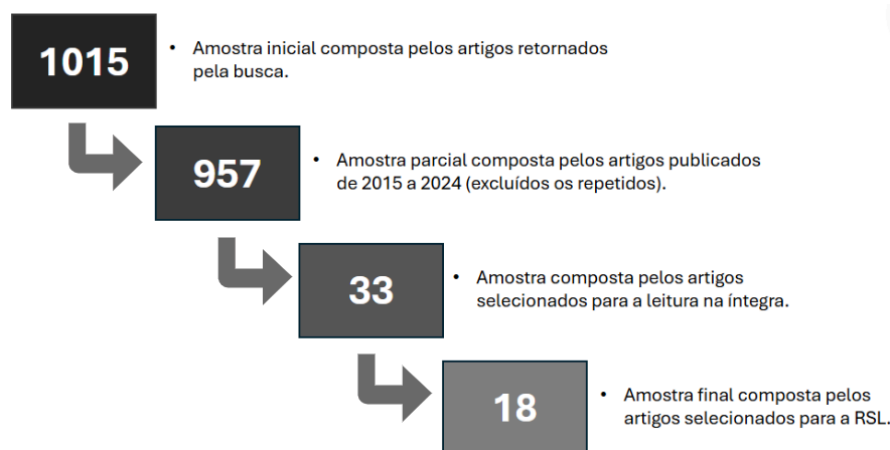 1015
• Amostra inicial composta pelos artigos retornados
pela busca.
957
• Amostra parcial composta pelos artigos publicados
de 2015 a 2024 (excluídos os repetidos).
33
• Amostra composta pelos artigos
selecionados para a leitura na íntegra.
18
• Amostra final composta pelos
artigos selecionados para a RSL.